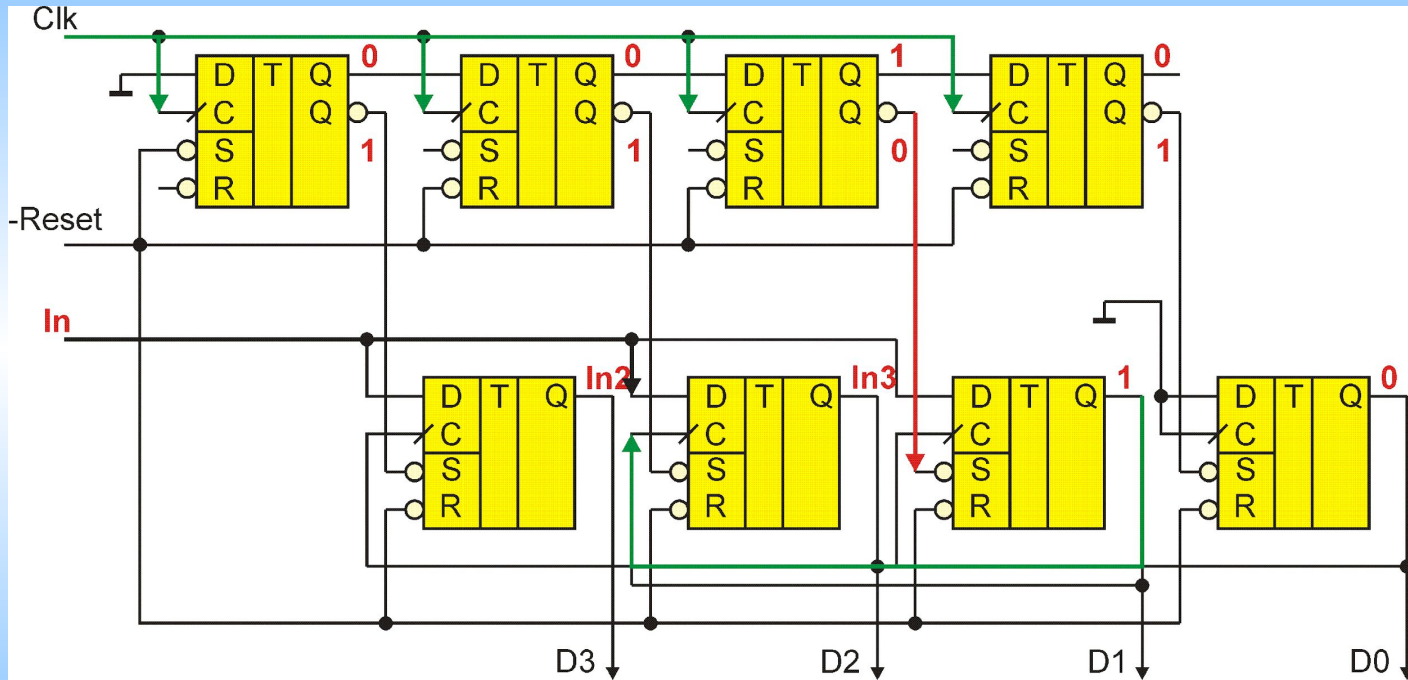 Clk
0 0 1 0
D T Q D T Q D T Q D T Q
C Q C Q C Q C Q
S 1 S 1 S 0 S 1
R R R R
-Reset
In
In2 In3 1 0
D T Q D T Q D T Q D T Q
C C C C
S S S S
R R R R
D3 D2 D1 D0